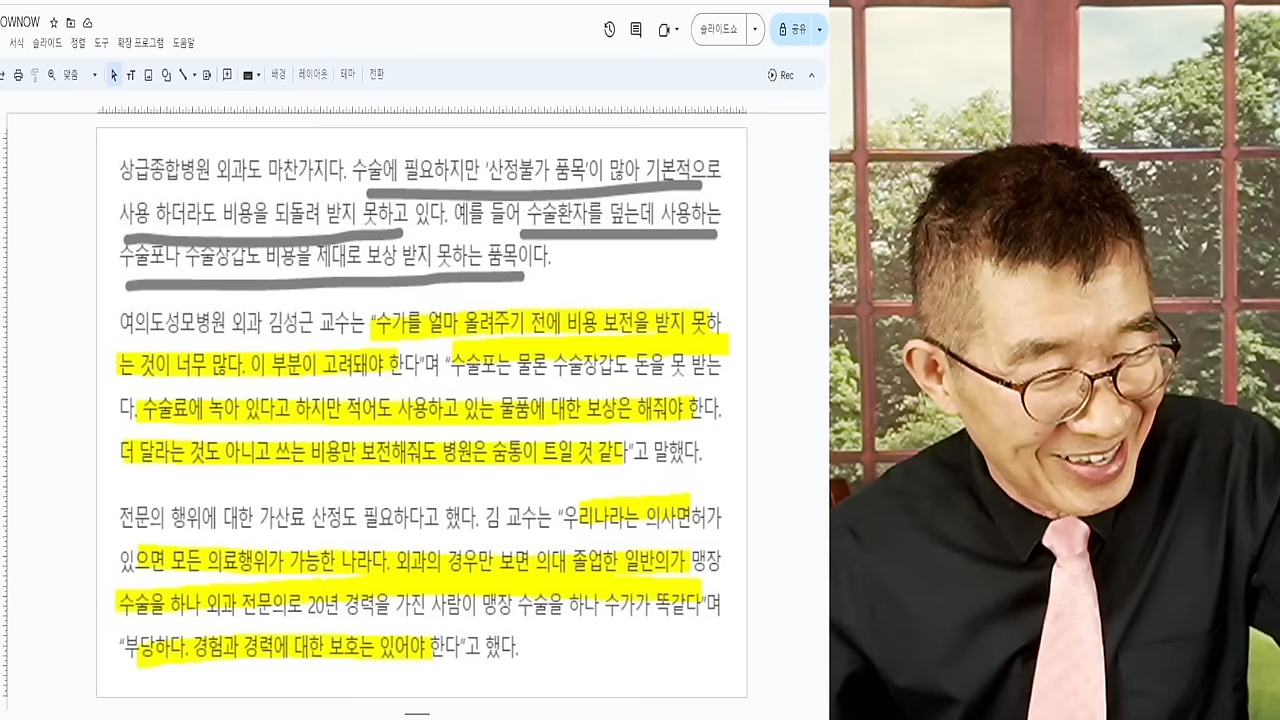 OWNOW
슬라이드쇼
공유
서식 슬라이드 정렬 도구 확장 프로그램 도움말
맞춤 배경 레이아웃 테마 전환 Rec
상급종합병원 외과도 마찬가지다. 수술에 필요하지만 ‘산정불가 품목’이 많아 기본적으로
사용 하더라도 비용을 되돌려 받지 못하고 있다. 예를 들어 수술환자를 덮는데 사용하는
수술포나 수술장갑도 비용을 제대로 보상 받지 못하는 품목이다.
여의도성모병원 외과 김성근 교수는 “수가를 얼마 올려주기 전에 비용 보전을 받지 못하
는 것이 너무 많다. 이 부분이 고려돼야 한다”며 “수술포는 물론 수술장갑도 돈을 못 받는
다. 수술료에 녹아 있다고 하지만 적어도 사용하고 있는 물품에 대한 보상은 해줘야 한다.
더 달라는 것도 아니고 쓰는 비용만 보전해줘도 병원은 숨통이 트일 것 같다”고 말했다.
전문의 행위에 대한 가산료 산정도 필요하다고 했다. 김 교수는 “우리나라는 의사면허가
있으면 모든 의료행위가 가능한 나라다. 외과의 경우만 보면 의대 졸업한 일반의가 맹장
수술을 하나 외과 전문의로 20년 경력을 가진 사람이 맹장 수술을 하나 수가가 똑같다”며
“부당하다. 경험과 경력에 대한 보호는 있어야 한다”고 했다.